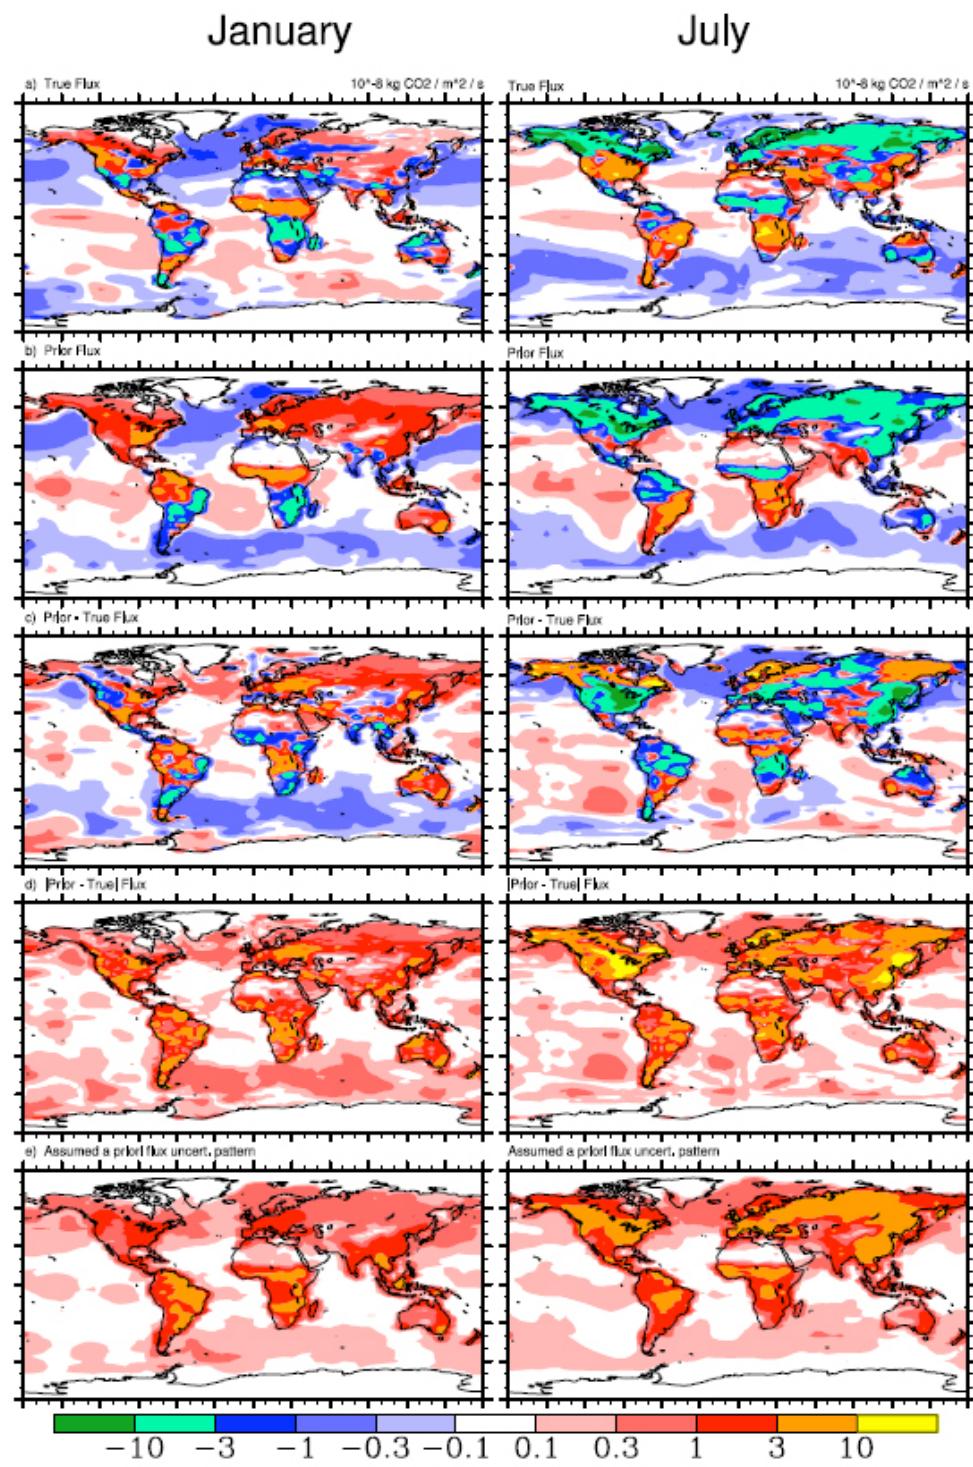 January July
a) True Flux 10^-8 kg CO2 / m^2 / s True Flux 10^-8 kg CO2 / m^2 / s
b) Prior Flux Prior Flux
c) Prior - True Flux Prior - True Flux
d) |Prior - True| Flux |Prior - True| Flux
e) Assumed a priori flux uncert. pattern Assumed a priori flux uncert. pattern
−10 −3 −1 −0.3 −0.1 0.1 0.3 1 3 10